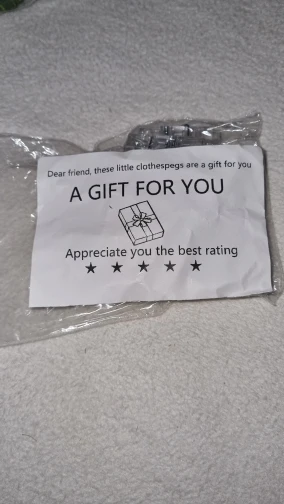 Dear friend, these little clothespegs are a gift for you
A GIFT FOR YOU
Appreciate you the best rating
★ ★ ★ ★ ★